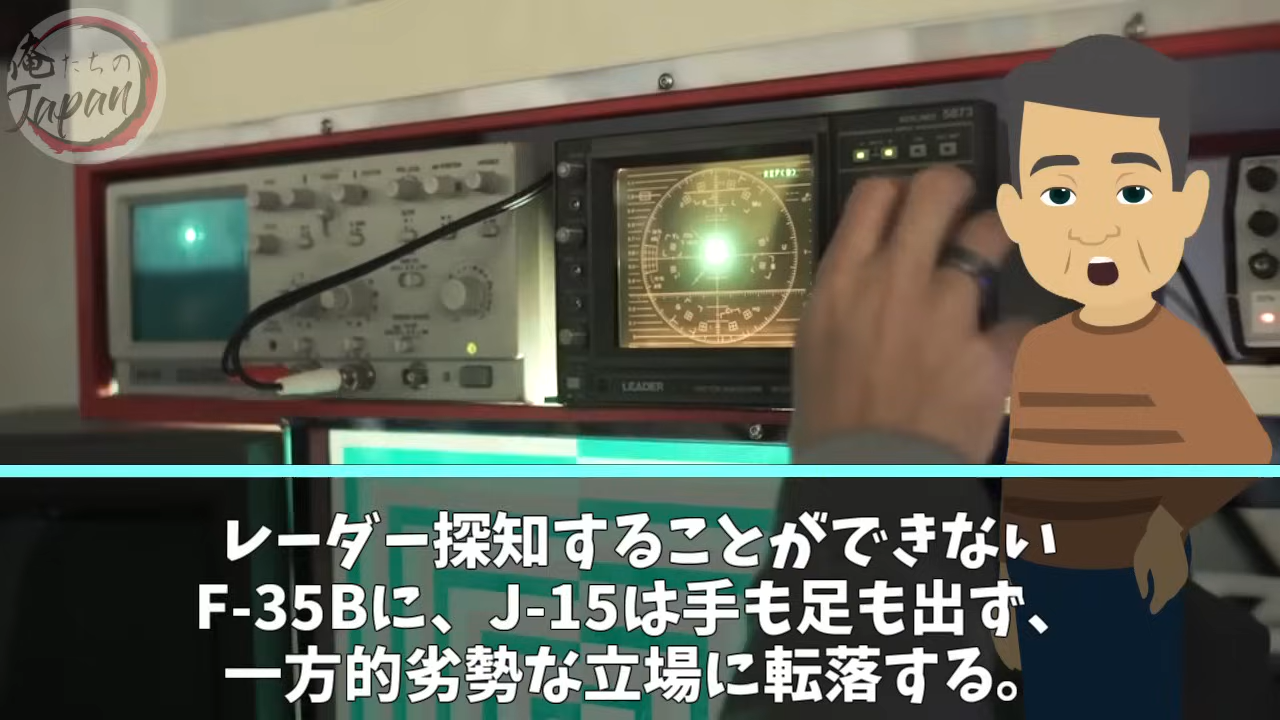 俺たちの
Japan
5873
REF(0)
LEADER
レーダー探知することができない
F-35Bに、J-15は手も足も出ず、
一方的劣勢な立場に転落する。